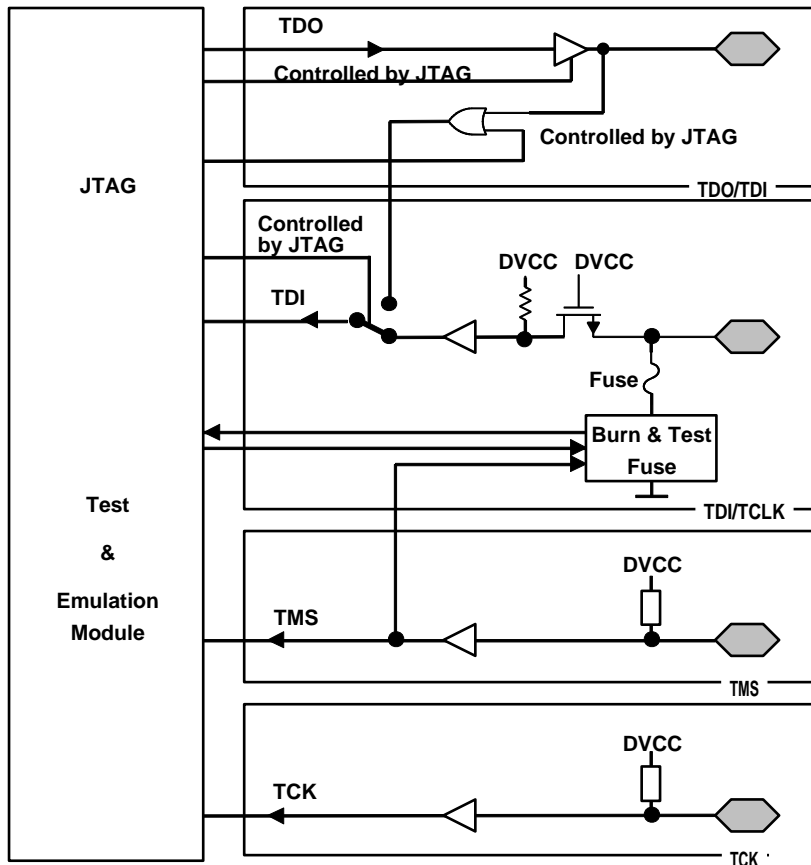 TDO
Controlled by JTAG
Controlled by JTAG
TDO/TDI
JTAG
Controlled
by JTAG
DVCC
DVCC
TDI
Fuse
Burn & Test
Fuse
TDI/TCLK
Test
&
Emulation
Module
DVCC
TMS
TMS
DVCC
TCK
TCK